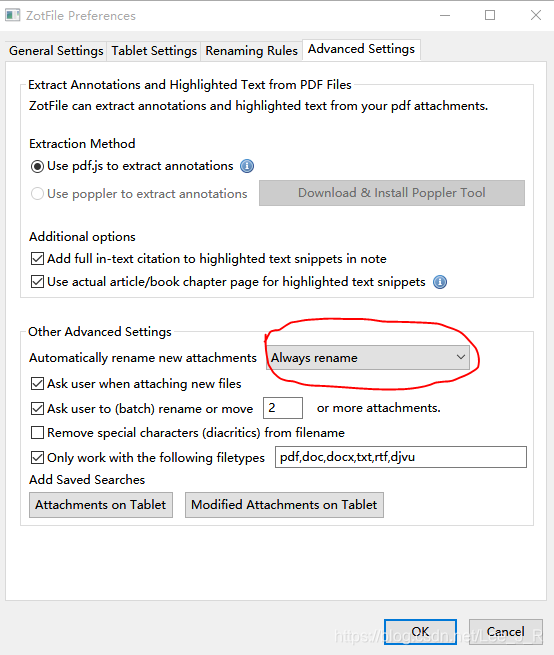 ZotFile Preferences
General Settings Tablet Settings Renaming Rules Advanced Settings
Extract Annotations and Highlighted Text from PDF Files
ZotFile can extract annotations and highlighted text from your pdf attachments.
Extraction Method
Use pdf.js to extract annotations
Use poppler to extract annotations Download & Install Poppler Tool
Additional options
Add full in-text citation to highlighted text snippets in note
Use actual article/book chapter page for highlighted text snippets
Other Advanced Settings
Automatically rename new attachments Always rename
Ask user when attaching new files
Ask user to (batch) rename or move 2 or more attachments.
Remove special characters (diacritics) from filename
Only work with the following filetypes pdf,doc,docx,txt,rtf,djvu
Add Saved Searches
Attachments on Tablet Modified Attachments on Tablet
OK Cancel